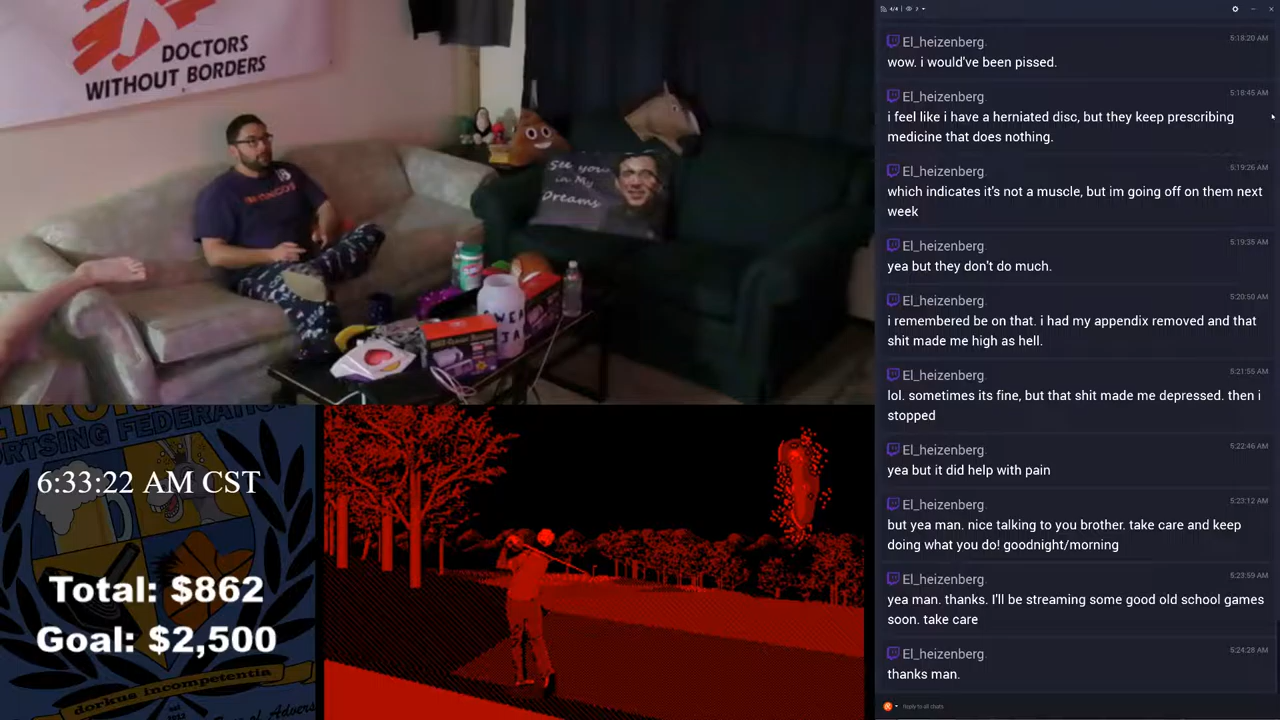 DOCTORS
WITHOUT BORDERS
See you
in My
Dreams
6:33:22 AM CST
Total: $862
Goal: $2,500
dorkus incompetentia
4/4
7
El_heizenberg
5:18:20 AM
wow. i would've been pissed.
El_heizenberg
5:18:45 AM
i feel like i have a herniated disc, but they keep prescribing
medicine that does nothing.
El_heizenberg
5:19:26 AM
which indicates it's not a muscle, but im going off on them next
week
El_heizenberg
5:19:35 AM
yea but they don't do much.
El_heizenberg
5:20:50 AM
i remembered be on that. i had my appendix removed and that
shit made me high as hell.
El_heizenberg
5:21:55 AM
lol. sometimes its fine, but that shit made me depressed. then i
stopped
El_heizenberg
5:22:46 AM
yea but it did help with pain
El_heizenberg
5:23:12 AM
but yea man. nice talking to you brother. take care and keep
doing what you do! goodnight/morning
El_heizenberg
5:23:59 AM
yea man. thanks. I'll be streaming some good old school games
soon. take care
El_heizenberg
5:24:28 AM
thanks man.
Reply to all chats